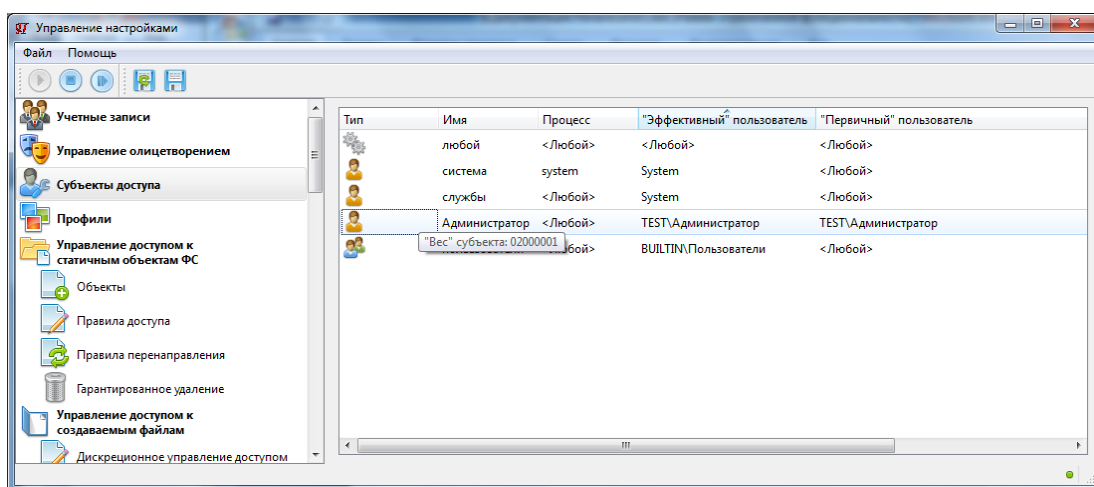 Управление настройками
Файл Помощь
Учетные записи
Управление олицетворением
Субъекты доступа
Профили
Управление доступом к
статичным объектам ФС
Объекты
Правила доступа
Правила перенаправления
Гарантированное удаление
Управление доступом к
создаваемым файлам
Дискреционное управление доступом
Тип Имя Процесс "Эффективный" пользователь "Первичный" пользователь
любой <Любой> <Любой> <Любой>
система system System <Любой>
службы <Любой> System <Любой>
Администратор <Любой> TEST\Администратор TEST\Администратор
"Вес" субъекта: 02000001
BUILTIN\Пользователи <Любой>